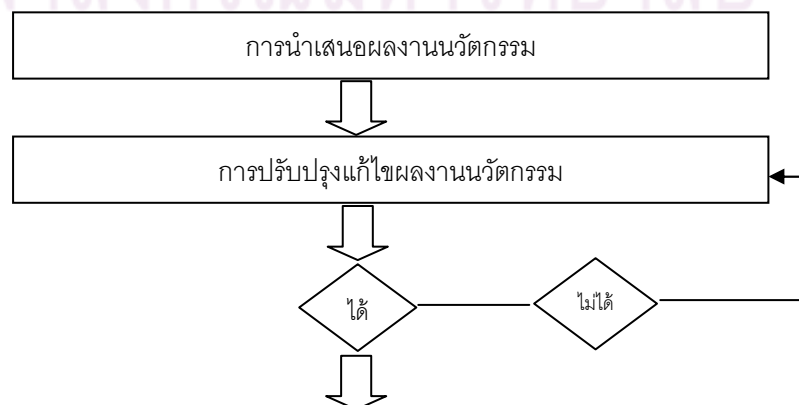 การนำเสนอผลงานนวัตกรรม
การปรับปรุงแก้ไขผลงานนวัตกรรม
ได้
ไม่ได้